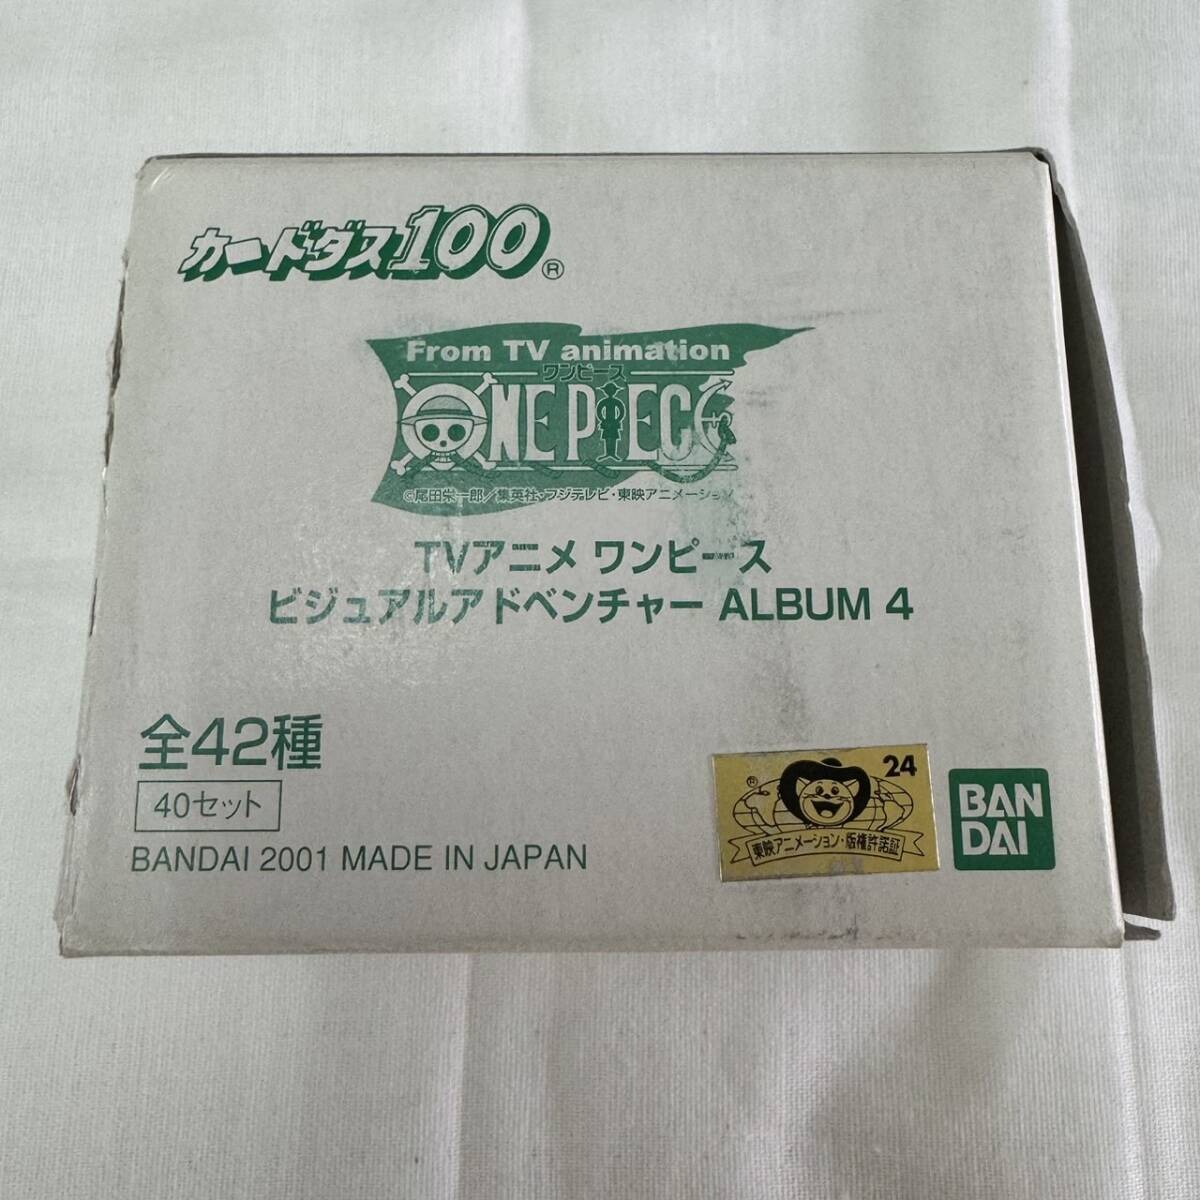 カードダス100®
From TV animation
ワンピース
ONE PIECE
©尾田栄一郎／集英社・フジテレビ・東映アニメーション
TVアニメ ワンピース
ビジュアルアドベンチャー ALBUM 4
全42種
40セット
BANDAI 2001 MADE IN JAPAN
® 24
東映アニメーション・版権許諾証
BAN
DAI